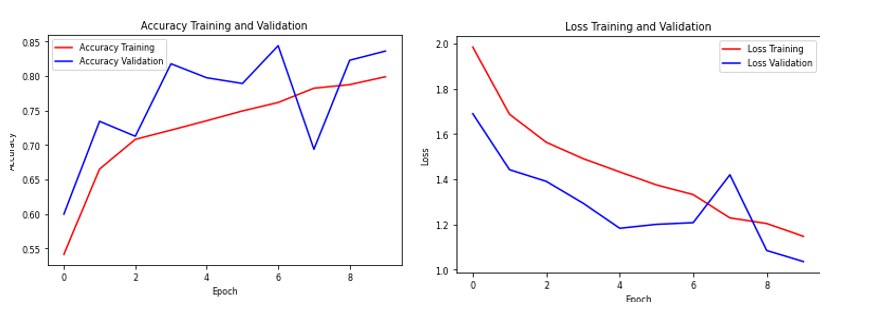 Accuracy Training and Validation
Accuracy Training
Accuracy Validation
0.85
0.80
0.75
0.70
0.65
0.60
0.55
Accuracy
0
2
4
6
8
Epoch
Loss Training and Validation
Loss Training
Loss Validation
2.0
1.8
1.6
1.4
1.2
1.0
Loss
0
2
4
6
8
Epoch